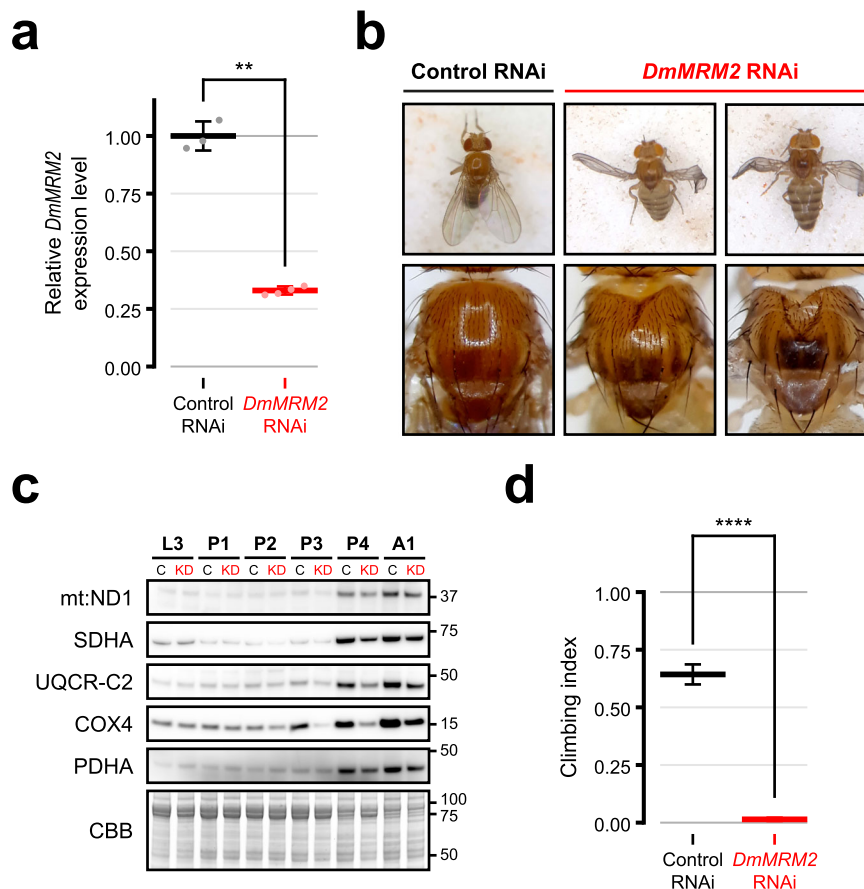 a
**
Relative DmMRM2
expression level
1.00
0.75
0.50
0.25
0.00
Control
RNAi
DmMRM2
RNAi
b
Control RNAi
DmMRM2 RNAi
c
L3 P1 P2 P3 P4 A1
C KD C KD C KD C KD C KD C KD
mt:ND1
37
SDHA
75
UQCR-C2
50
COX4
15
PDHA
50
CBB
100
75
50
d
****
Climbing index
1.00
0.75
0.50
0.25
0.00
Control
RNAi
DmMRM2
RNAi